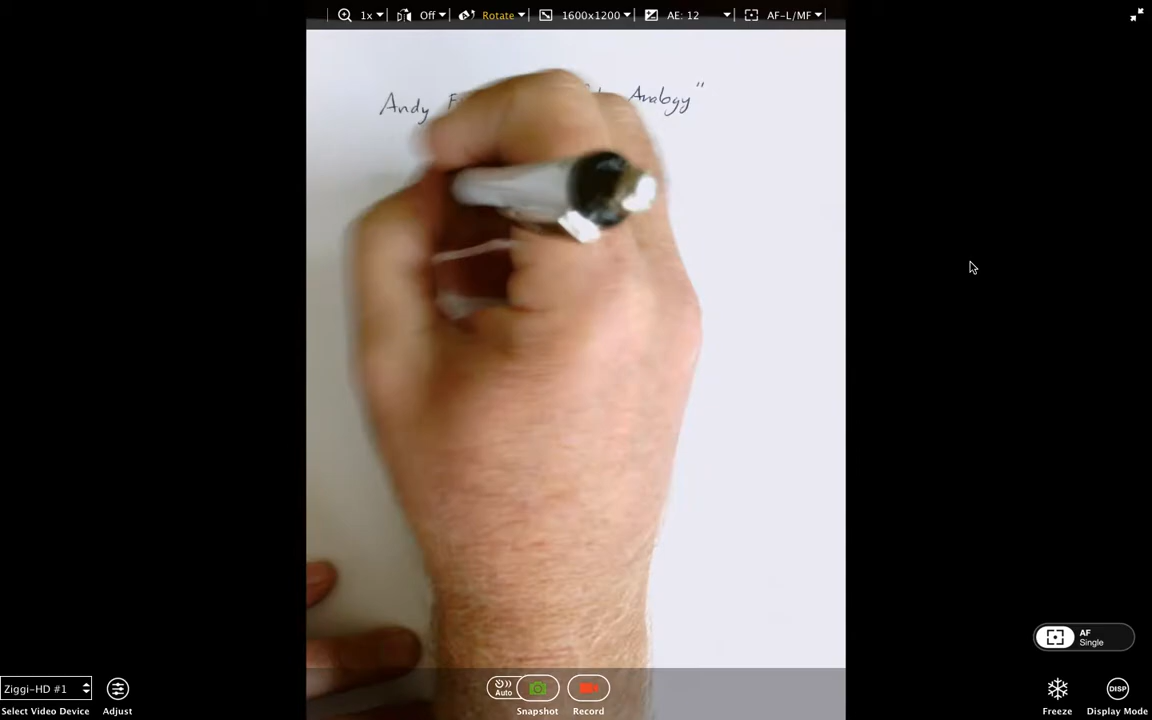 1x Off Rotate 1600x1200 AE: 12 AF-L/MF
Andy Analogy"
AF
Single
Ziggi-HD #1
Select Video Device
Adjust
Auto
Snapshot
Record
Freeze
DISP
Display Mode